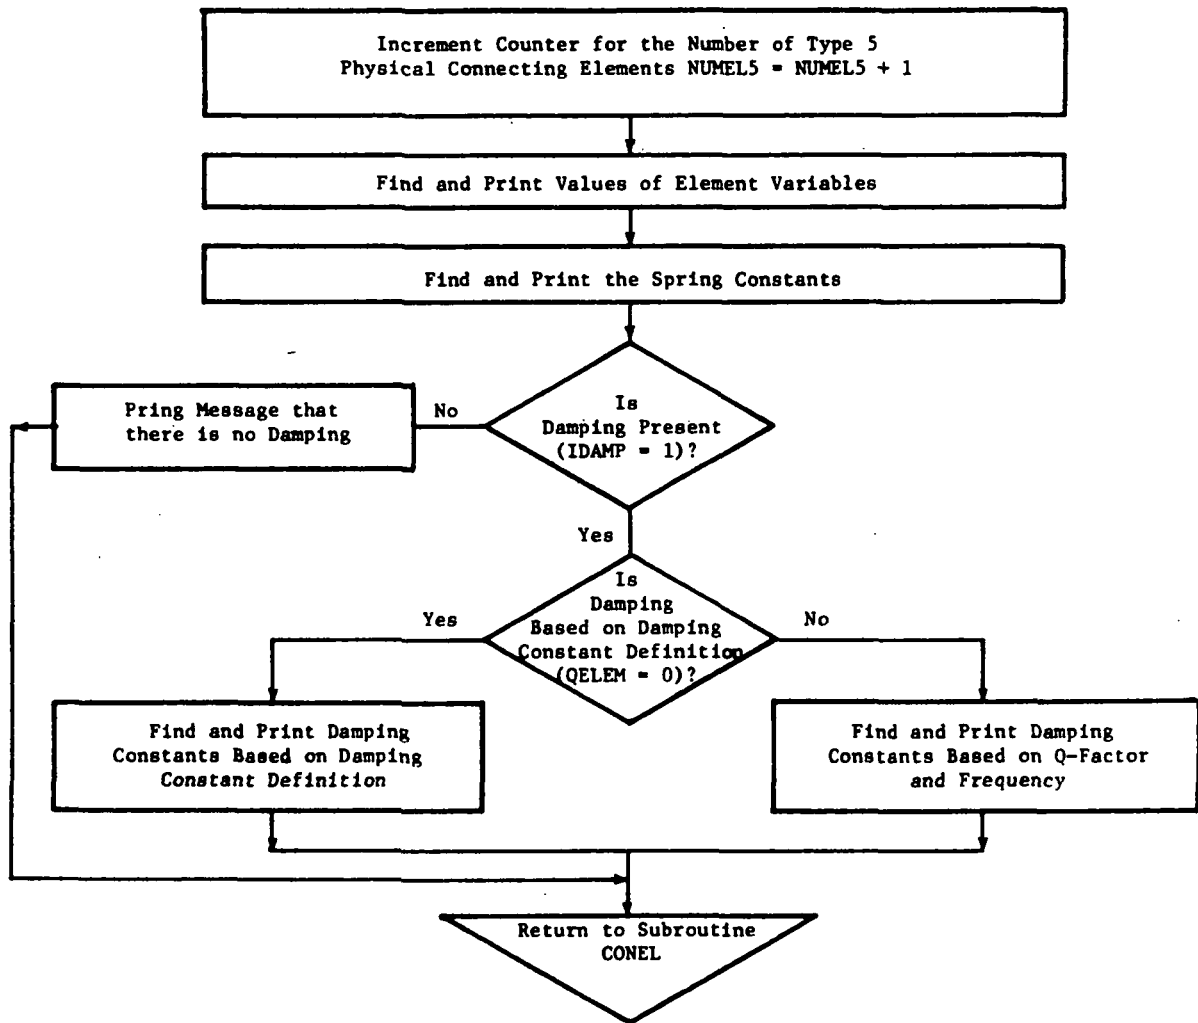 Increment Counter for the Number of Type 5
Physical Connecting Elements NUMEL5 = NUMEL5 + 1
Find and Print Values of Element Variables
Find and Print the Spring Constants
Is
Damping Present
(IDAMP = 1)?
No
Pring Message that
there is no Damping
Yes
Is
Damping
Based on Damping
Constant Definition
(QELEM = 0)?
Yes
No
Find and Print Damping
Constants Based on Damping
Constant Definition
Find and Print Damping
Constants Based on Q-Factor
and Frequency
Return to Subroutine
CONEL